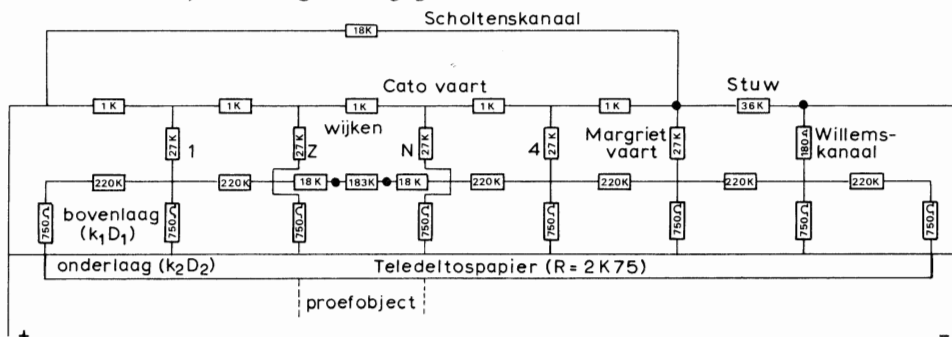 Scholtenskanaal
18K
Cato vaart
Stuw
1K 1K 1K 1K 1K 36K
wijken
27K 1 27K Z 27K N 27K 4 Margriet vaart 27K 180Ω Willems-kanaal
220K 220K 18K 183K 18K 220K 220K 220K 220K
bovenlaag
(k₁D₁)
750Ω 750Ω 750Ω 750Ω 750Ω 750Ω 750Ω 750Ω
onderlaag (k₂D₂) Teledeltospapier (R = 2K75)
proefobject
+ −